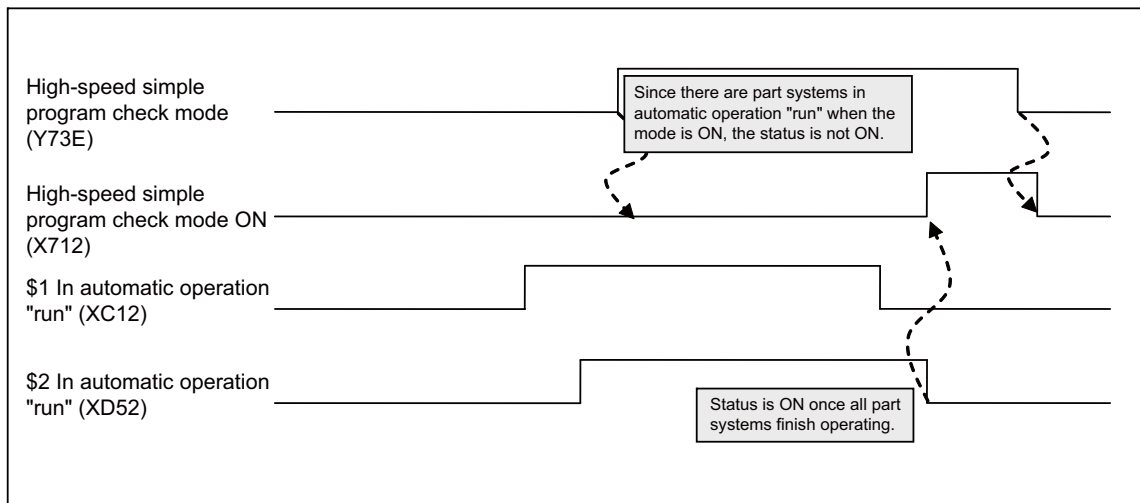 High-speed simple
program check mode
(Y73E)
Since there are part systems in
automatic operation "run" when the
mode is ON, the status is not ON.
High-speed simple
program check mode ON
(X712)
$1 In automatic operation
"run" (XC12)
$2 In automatic operation
"run" (XD52)
Status is ON once all part
systems finish operating.